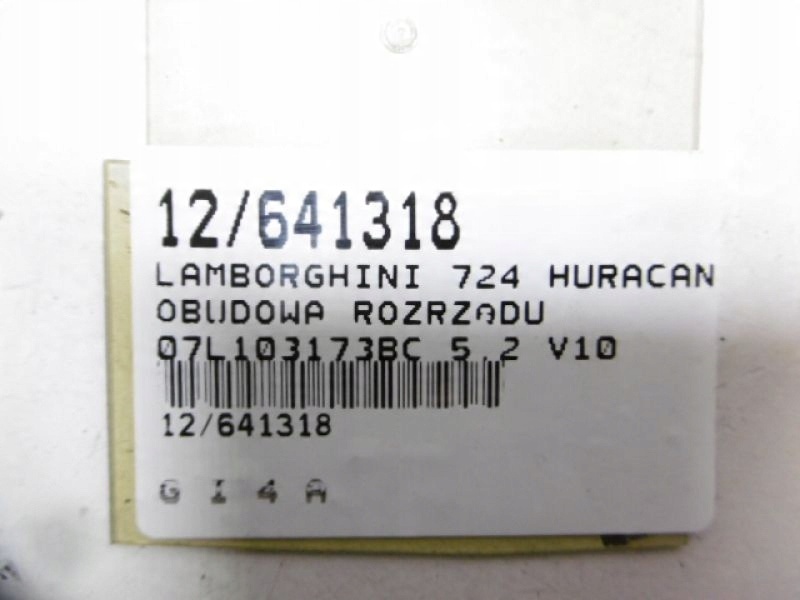 12/641318
LAMBORGHINI 724 HURACAN
OBUDOWA ROZRZADU
07L103173BC 5.2 V10
12/641318
G I 4 A